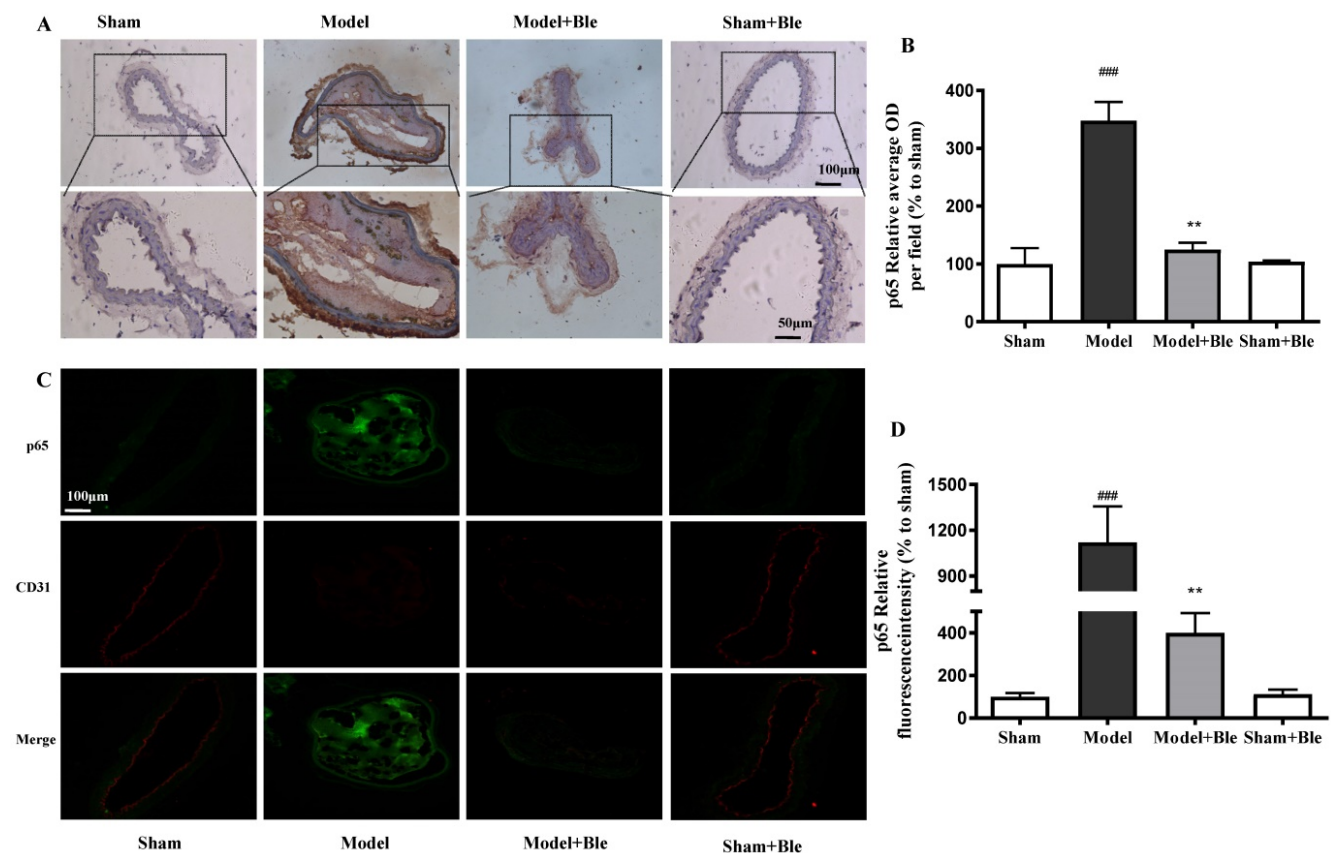 A
Sham
Model
Model+Ble
Sham+Ble
100μm
50μm
B
p65 Relative average OD
per field (% to sham)
400
300
200
100
0
###
**
Sham
Model
Model+Ble
Sham+Ble
C
p65
100μm
CD31
Merge
Sham
Model
Model+Ble
Sham+Ble
D
p65 Relative
fluorescenceintensity (% to sham)
1500
1200
900
400
200
0
###
**
Sham
Model
Model+Ble
Sham+Ble